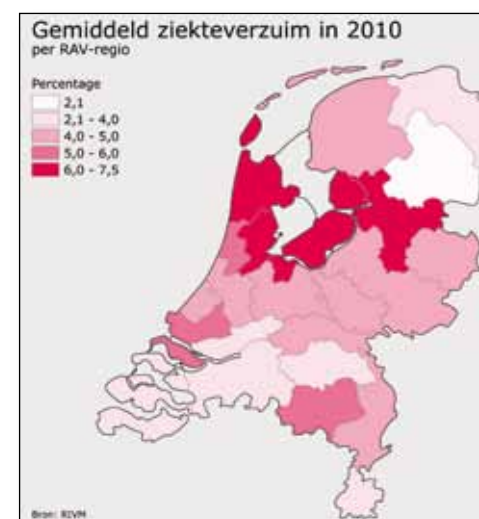 Gemiddeld ziekteverzuim in 2010
per RAV-regio
Percentage
2,1
2,1 - 4,0
4,0 - 5,0
5,0 - 6,0
6,0 - 7,5
Bron: RIVM